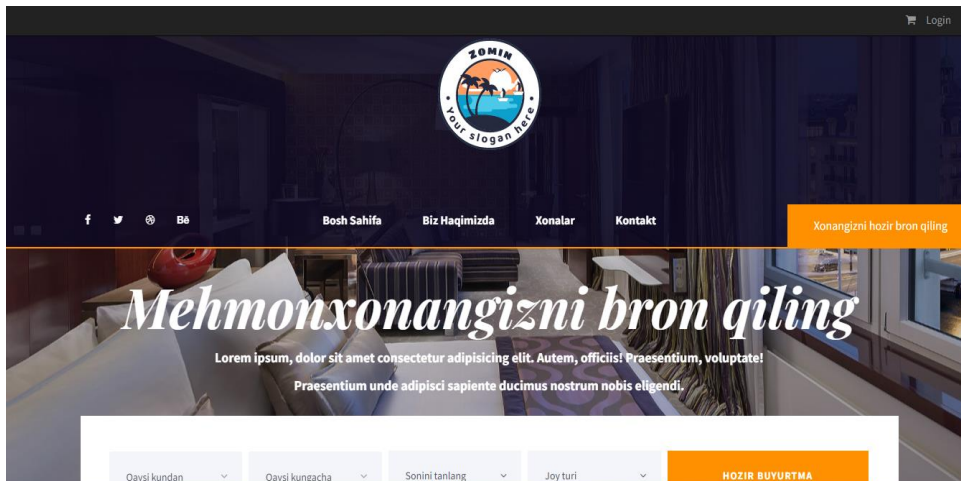 Login
ZOMIN
Your slogan here
Bē Bosh Sahifa Biz Haqimizda Xonalar Kontakt
Xonangizni hozir bron qiling
Mehmonxonangizni bron qiling
Lorem ipsum, dolor sit amet consectetur adipisicing elit. Autem, officiis! Praesentium, voluptate!
Praesentium unde adipisci sapiente ducimus nostrum nobis eligendi.
Qaysi kundan Qaysi kungacha Sonini tanlang Joy turi HOZIR BUYURTMA